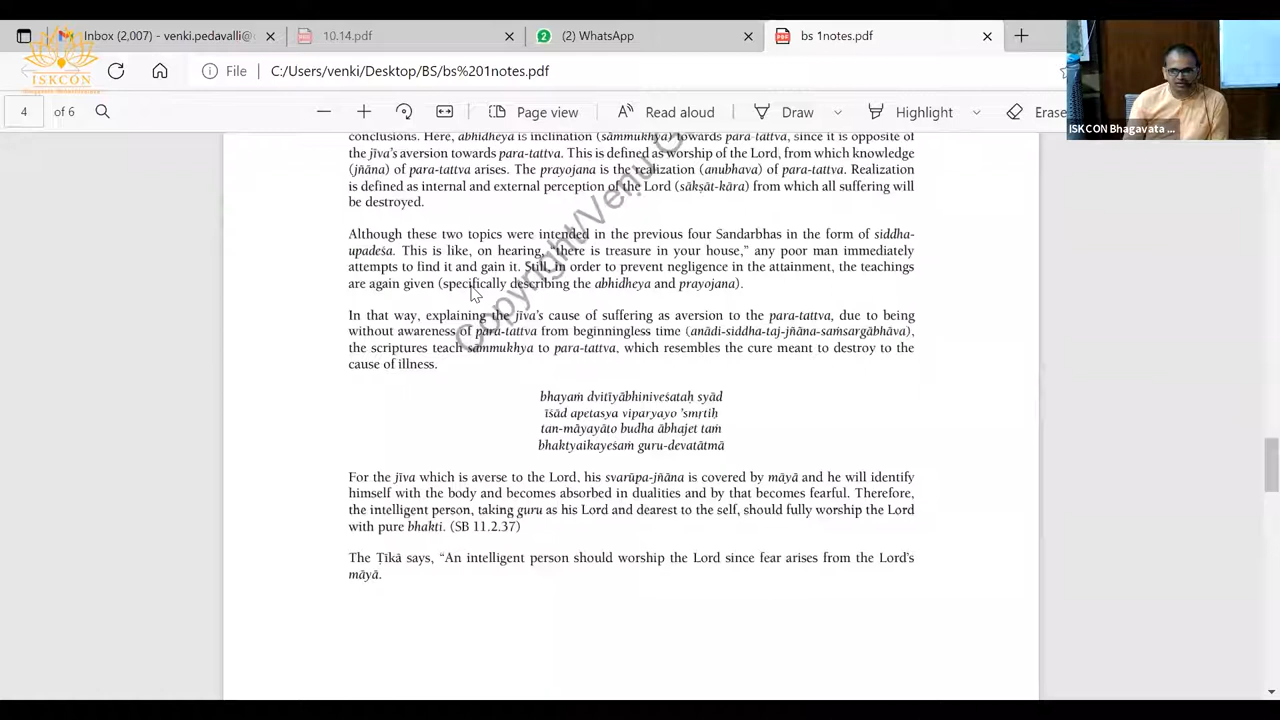 Inbox (2,007) - venki.pedavalli@
10.14.pdf
(2) WhatsApp
bs 1notes.pdf
ISKCON
File
C:/Users/venki/Desktop/BS/bs%201notes.pdf
4 of 6
Page view
Read aloud
Draw
Highlight
Erase
ISKCON Bhagavata ...
conclusions. Here, abhidheya is inclination (sāmmukhya) towards para-tattva, since it is opposite of
the jīva's aversion towards para-tattva. This is defined as worship of the Lord, from which knowledge
(jñāna) of para-tattva arises. The prayojana is the realization (anubhava) of para-tattva. Realization
is defined as internal and external perception of the Lord (sākṣāt-kāra) from which all suffering will
be destroyed.
Although these two topics were intended in the previous four Sandarbhas in the form of siddha-
upadeśa. This is like, on hearing, "there is treasure in your house," any poor man immediately
attempts to find it and gain it. Still, in order to prevent negligence in the attainment, the teachings
are again given (specifically describing the abhidheya and prayojana).
In that way, explaining the jīva's cause of suffering as aversion to the para-tattva, due to being
without awareness of para-tattva from beginningless time (anādi-siddha-taj-jñāna-saṁsargābhāva),
the scriptures teach sāmmukhya to para-tattva, which resembles the cure meant to destroy to the
cause of illness.
bhayaṁ dvitīyābhiniveśataḥ syād
īśād apetasya viparyayo 'smṛtiḥ
tan-māyayāto budha ābhajet taṁ
bhaktyaikayeśaṁ guru-devatātmā
For the jīva which is averse to the Lord, his svarūpa-jñāna is covered by māyā and he will identify
himself with the body and becomes absorbed in dualities and by that becomes fearful. Therefore,
the intelligent person, taking guru as his Lord and dearest to the self, should fully worship the Lord
with pure bhakti. (SB 11.2.37)
The Ṭīkā says, "An intelligent person should worship the Lord since fear arises from the Lord's
māyā.
Copyright/Veṇu G